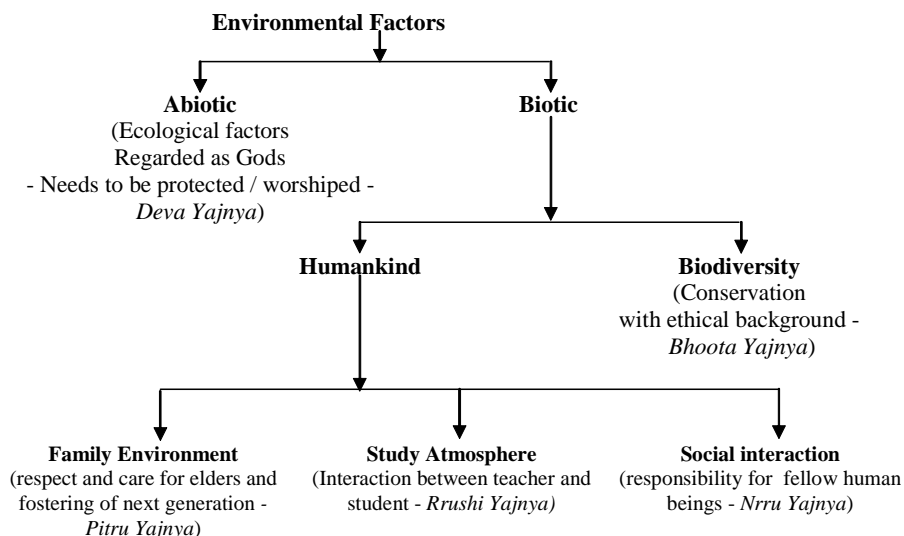 Environmental Factors
Abiotic
(Ecological factors
Regarded as Gods
- Needs to be protected / worshiped -
Deva Yajnya)
Biotic
Humankind
Biodiversity
(Conservation
with ethical background -
Bhoota Yajnya)
Family Environment
(respect and care for elders and
fostering of next generation -
Pitru Yajnya)
Study Atmosphere
(Interaction between teacher and
student - Rrushi Yajnya)
Social interaction
(responsibility for fellow human
beings - Nrru Yajnya)